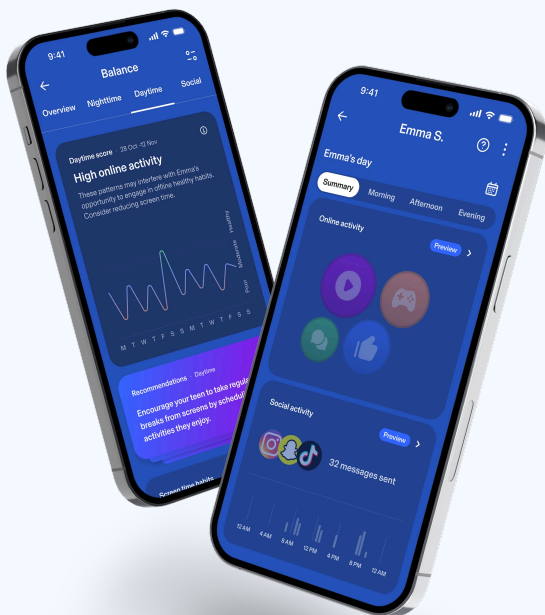 9:41
Balance
Overview Nighttime Daytime Social
Daytime score · 28 Oct -12 Nov
High online activity
These patterns may interfere with Emma's
opportunity to engage in offline healthy habits.
Consider reducing screen time.
Healthy
Moderate
Poor
M T W T F S S M T W T F S S
Recommendations · Daytime
Encourage your teen to take regular
breaks from screens by
activities they enjoy.
Screen time habits
9:41
Emma S.
Emma's day
Summary Morning Afternoon Evening
Online activity
Preview
Social activity
Preview
32 messages sent
12 AM 4 AM 8 AM 12 PM 4 PM 8 PM 12 AM